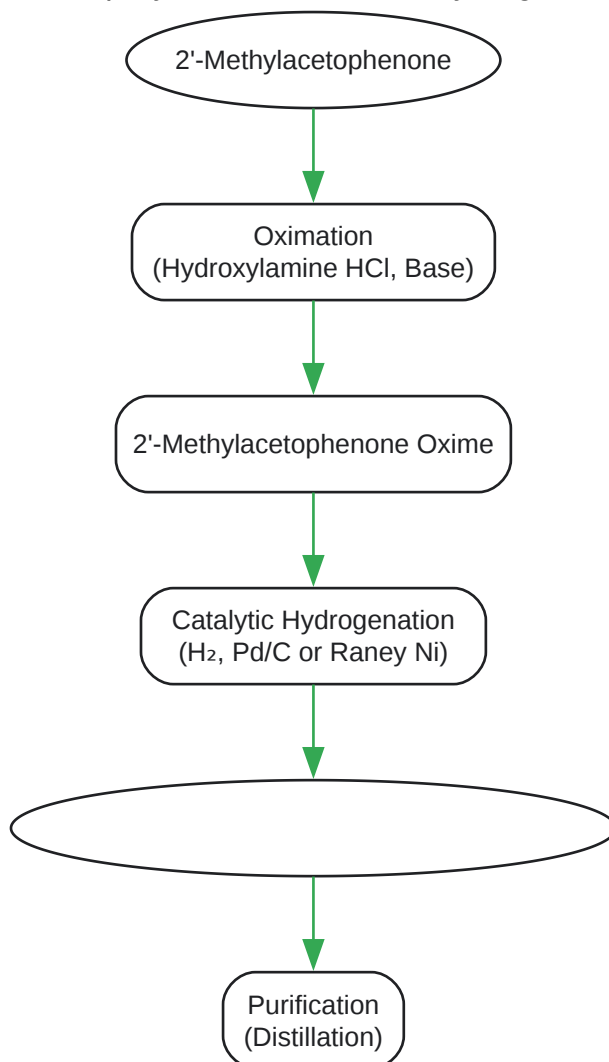 2'-Methylacetophenone
Oximation
(Hydroxylamine HCl, Base)
2'-Methylacetophenone Oxime
Catalytic Hydrogenation
(H₂, Pd/C or Raney Ni)
Purification
(Distillation)